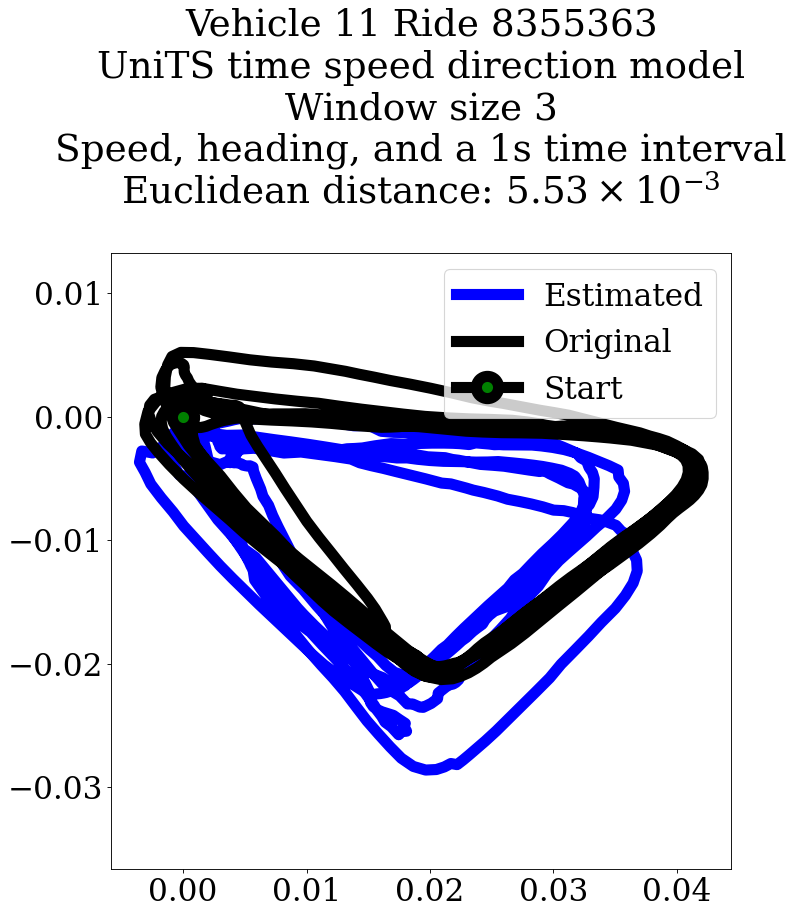 Vehicle 11 Ride 8355363
UniTS time speed direction model
Window size 3
Speed, heading, and a 1s time interval
Euclidean distance: 5.53 × 10⁻³
Estimated
Original
Start
0.01
0.00
−0.01
−0.02
−0.03
0.00 0.01 0.02 0.03 0.04